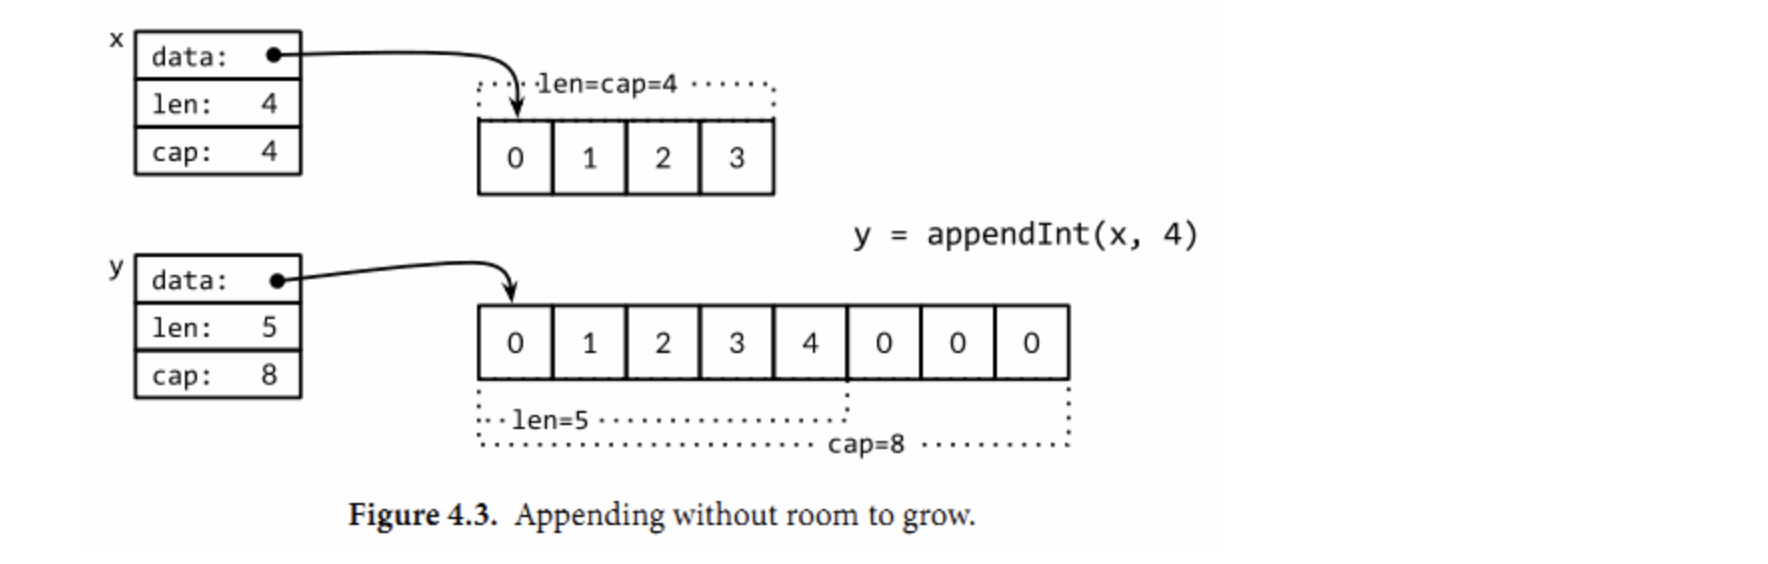 x
data:
len: 4
cap: 4
len=cap=4
0 1 2 3
y = appendInt(x, 4)
y
data:
len: 5
cap: 8
0 1 2 3 4 0 0 0
len=5
cap=8
Figure 4.3. Appending without room to grow.